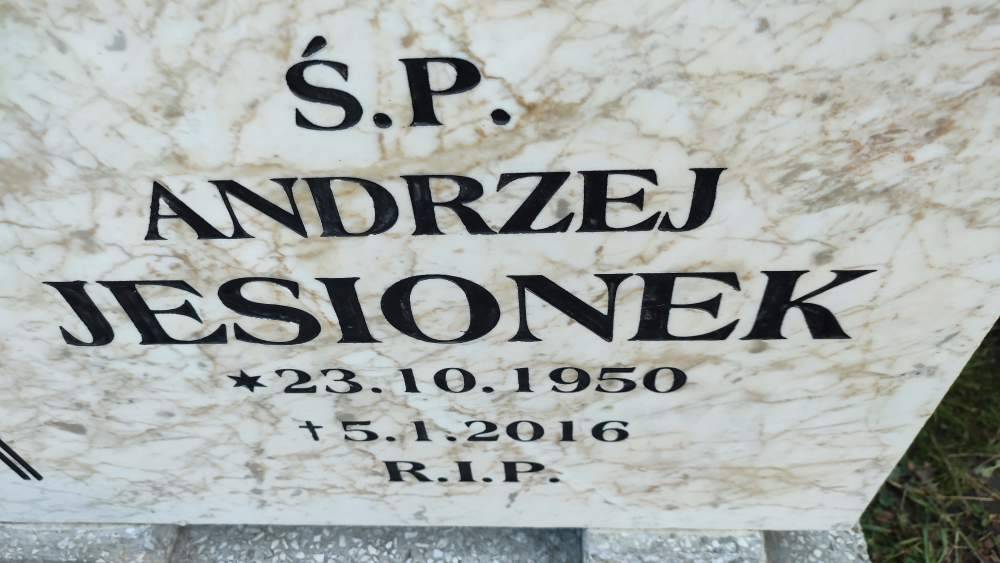 Ś.P.
ANDRZEJ
JESIONEK
★23.10.1950
†5.1.2016
R.I.P.